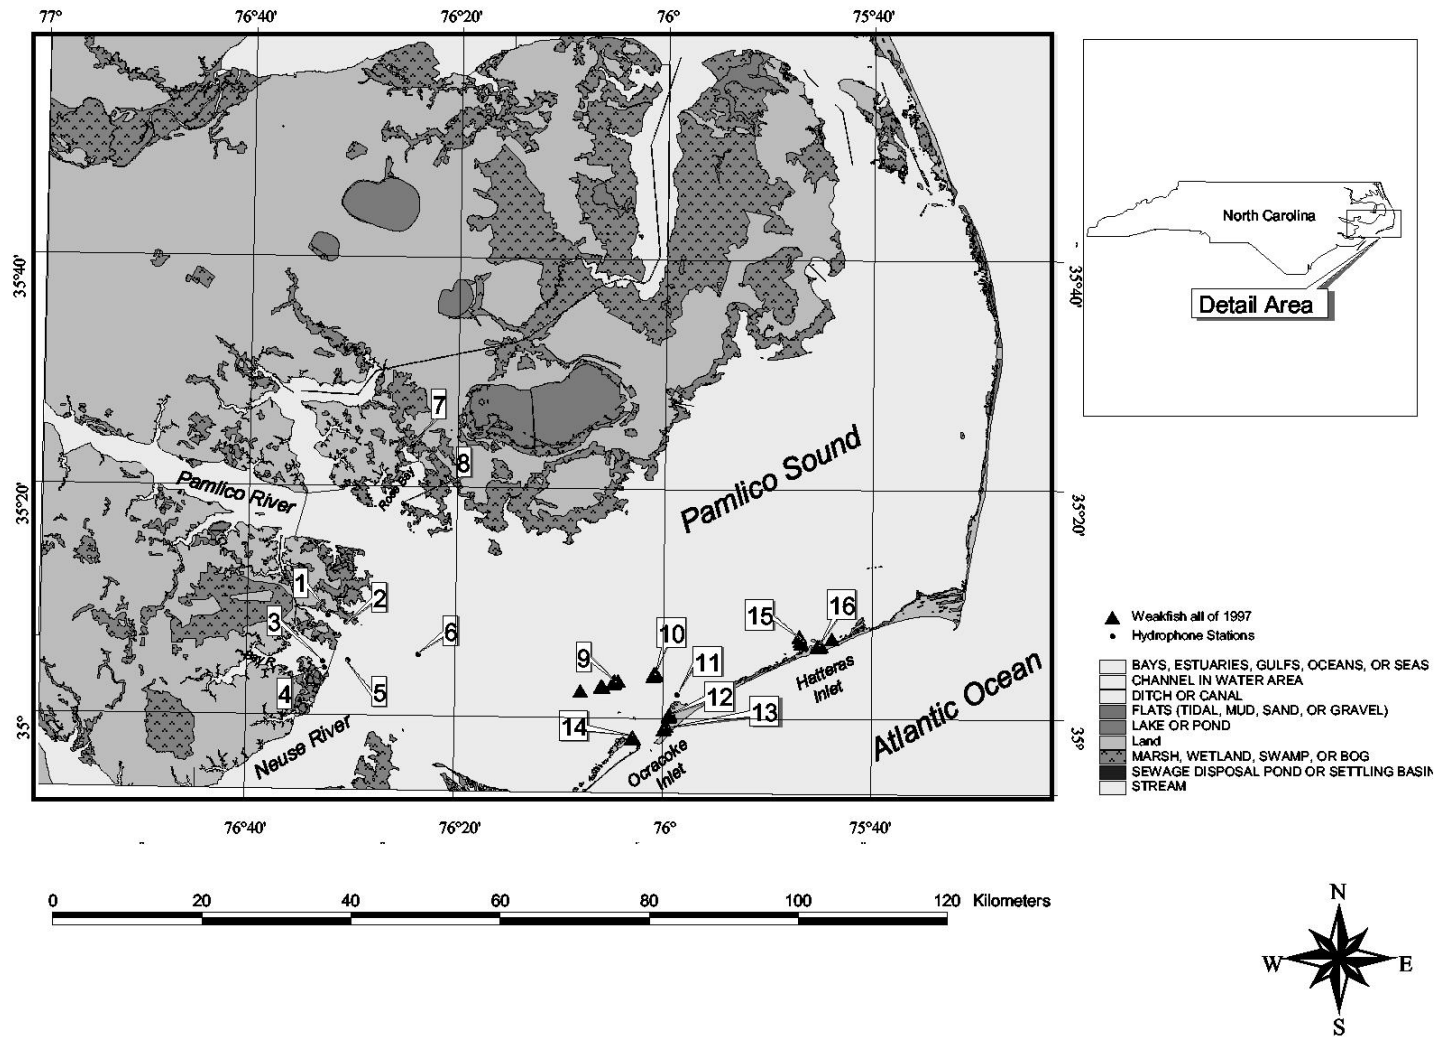 77° 76°40' 76°20' 76° 75°40'
35°40'
35°40'
North Carolina
Detail Area
7
8
Rose Bay
Pamlico Sound
Pamlico River
35°20'
35°20'
1
2
3
6
15
16
Bay R.
9
10
11
4
5
12
13
14
Hatteras
Inlet
Ocracoke
Inlet
Atlantic Ocean
Neuse River
35°
35°
76°40' 76°20' 76° 75°40'
Weakfish all of 1997
Hydrophone Stations
BAYS, ESTUARIES, GULFS, OCEANS, OR SEAS
CHANNEL IN WATER AREA
DITCH OR CANAL
FLATS (TIDAL, MUD, SAND, OR GRAVEL)
LAKE OR POND
Land
MARSH, WETLAND, SWAMP, OR BOG
SEWAGE DISPOSAL POND OR SETTLING BASIN
STREAM
0 20 40 60 80 100 120 Kilometers
N
W E
S